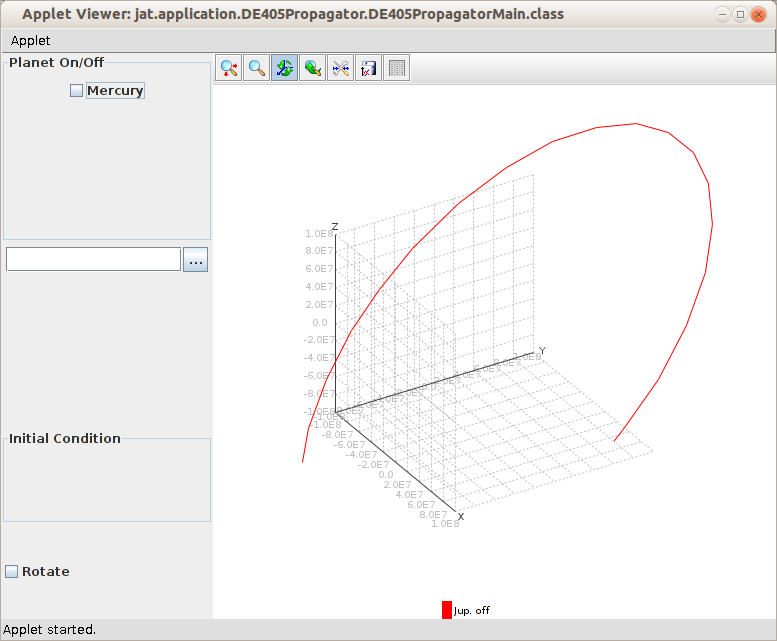 Applet Viewer: jat.application.DE405Propagator.DE405PropagatorMain.class
Applet
Planet On/Off
Mercury
...
Initial Condition
Rotate
Z
1.0E8
8.0E7
6.0E7
4.0E7
2.0E7
0.0
-2.0E7
-4.0E7
-6.0E7
-8.0E7
-1.0E8
Y
-1.0E8
-8.0E7
-6.0E7
-4.0E7
-2.0E7
0.0
2.0E7
4.0E7
6.0E7
8.0E7
1.0E8
X
Jup. off
Applet started.